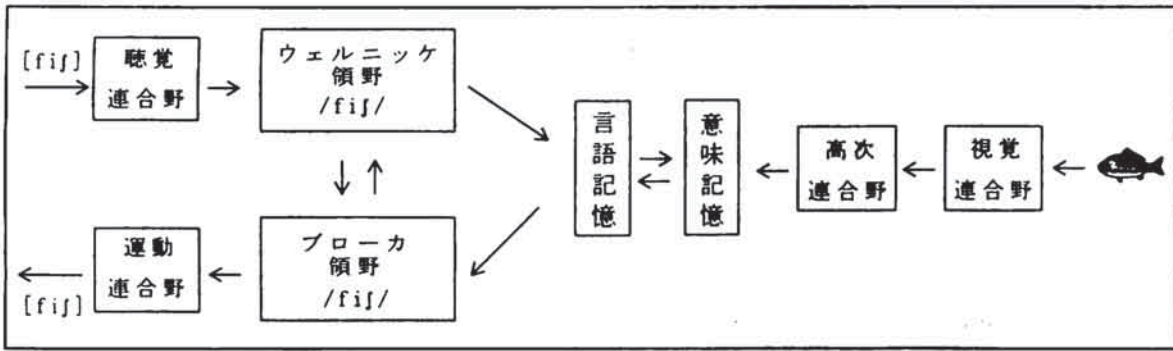 [fiʃ]
聴覚
連合野
ウェルニッケ
領野
/fiʃ/
言語記憶
意味記憶
高次
連合野
視覚
連合野
運動
連合野
[fiʃ]
ブローカ
領野
/fiʃ/